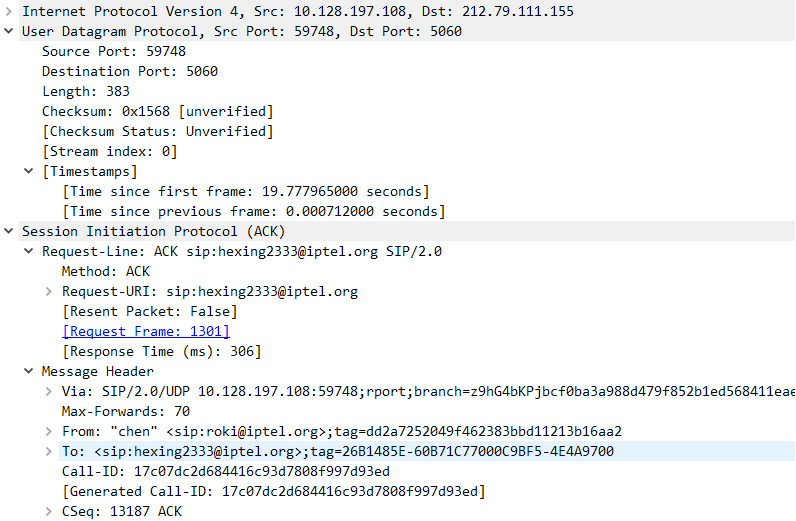 Internet Protocol Version 4, Src: 10.128.197.108, Dst: 212.79.111.155
User Datagram Protocol, Src Port: 59748, Dst Port: 5060
Source Port: 59748
Destination Port: 5060
Length: 383
Checksum: 0x1568 [unverified]
[Checksum Status: Unverified]
[Stream index: 0]
[Timestamps]
[Time since first frame: 19.777965000 seconds]
[Time since previous frame: 0.000712000 seconds]
Session Initiation Protocol (ACK)
Request-Line: ACK sip:hexing2333@iptel.org SIP/2.0
Method: ACK
Request-URI: sip:hexing2333@iptel.org
[Resent Packet: False]
[Request Frame: 1301]
[Response Time (ms): 306]
Message Header
Via: SIP/2.0/UDP 10.128.197.108:59748;rport;branch=z9hG4bKPjbcf0ba3a988d479f852b1ed568411eae
Max-Forwards: 70
From: "chen" <sip:roki@iptel.org>;tag=dd2a7252049f462383bbd11213b16aa2
To: <sip:hexing2333@iptel.org>;tag=26B1485E-60B71C77000C9BF5-4E4A9700
Call-ID: 17c07dc2d684416c93d7808f997d93ed
[Generated Call-ID: 17c07dc2d684416c93d7808f997d93ed]
CSeq: 13187 ACK